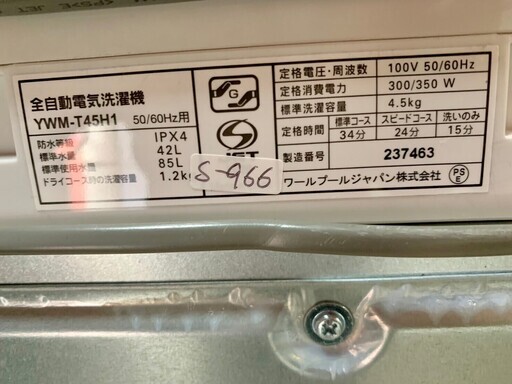 全自動電気洗濯機
YWM-T45H1 50/60Hz用
防水等級 IPX4
標準水量 42L
標準使用水量 85L
ドライコース時の洗濯容量 1.2kg
G
S
JET
S-966
定格電圧・周波数 100V 50/60Hz
定格消費電力 300/350 W
標準洗濯容量 4.5kg
定格時間 標準コース スピードコース 洗いのみ
34分 24分 15分
製造番号 237463
ワールプールジャパン株式会社
PS
E